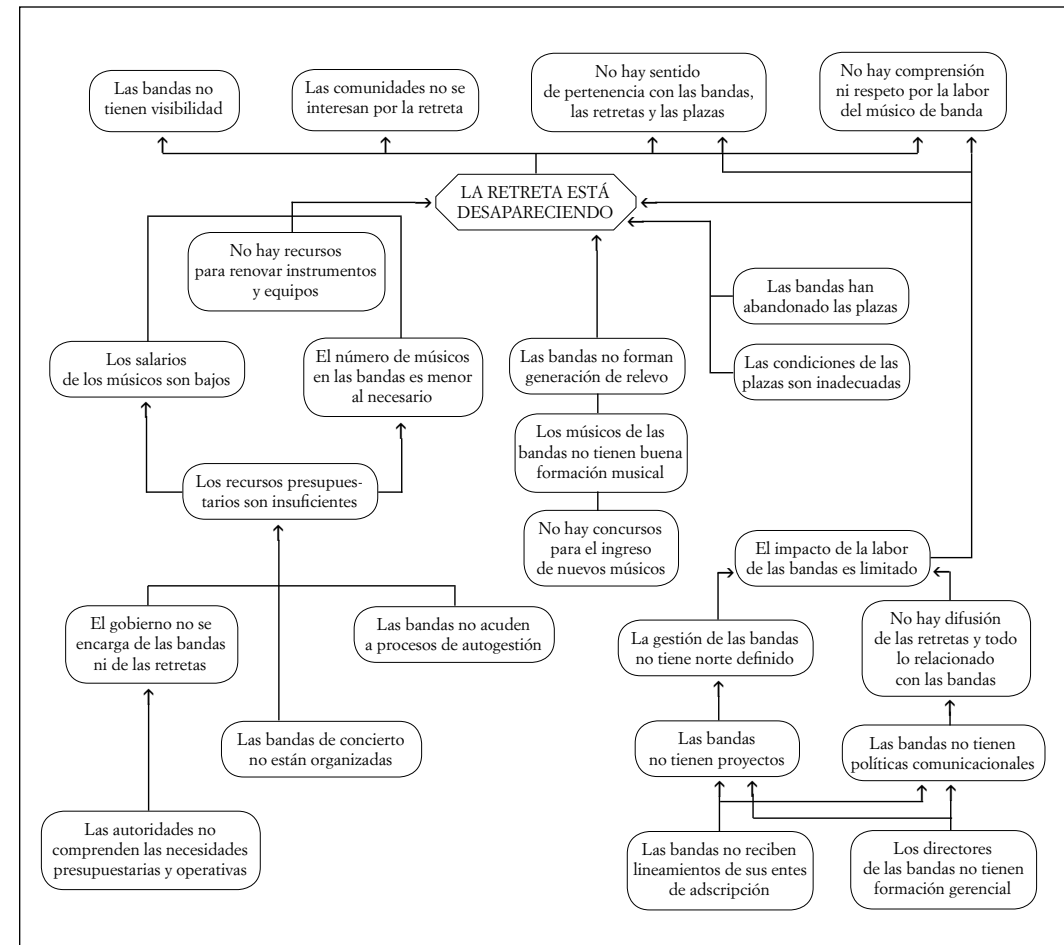 Las bandas no
tienen visibilidad
Las comunidades no se
interesan por la retreta
No hay sentido
de pertenencia con las bandas,
las retretas y las plazas
No hay comprensión
ni respeto por la labor
del músico de banda
LA RETRETA ESTÁ
DESAPARECIENDO
No hay recursos
para renovar instrumentos
y equipos
Las bandas han
abandonado las plazas
Los salarios
de los músicos son bajos
El número de músicos
en las bandas es menor
al necesario
Las bandas no forman
generación de relevo
Las condiciones de las
plazas son inadecuadas
Los músicos de las
bandas no tienen buena
formación musical
Los recursos presupues-
tarios son insuficientes
No hay concursos
para el ingreso
de nuevos músicos
El impacto de la labor
de las bandas es limitado
El gobierno no se
encarga de las bandas
ni de las retretas
Las bandas no acuden
a procesos de autogestión
La gestión de las bandas
no tiene norte definido
No hay difusión
de las retretas y todo
lo relacionado
con las bandas
Las bandas de concierto
no están organizadas
Las bandas
no tienen proyectos
Las bandas no tienen
políticas comunicacionales
Las autoridades no
comprenden las necesidades
presupuestarias y operativas
Las bandas no reciben
lineamientos de sus entes
de adscripción
Los directores
de las bandas no tienen
formación gerencial